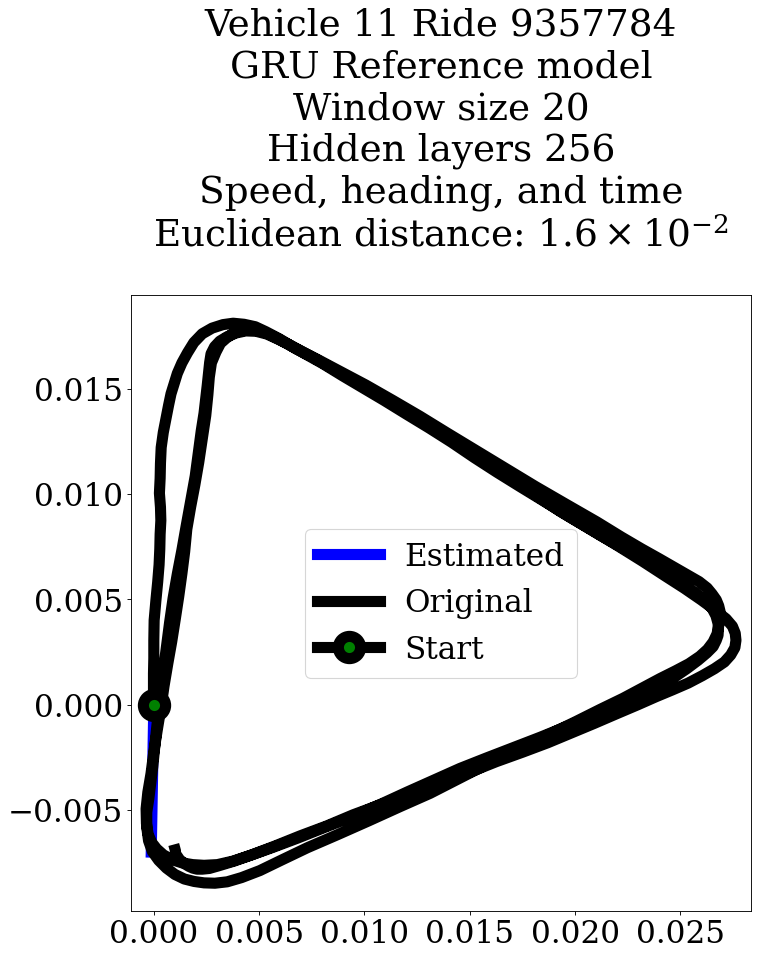 Vehicle 11 Ride 9357784
GRU Reference model
Window size 20
Hidden layers 256
Speed, heading, and time
Euclidean distance: 1.6 × 10⁻²
0.015
0.010
0.005
0.000
−0.005
Estimated
Original
Start
0.000 0.005 0.010 0.015 0.020 0.025